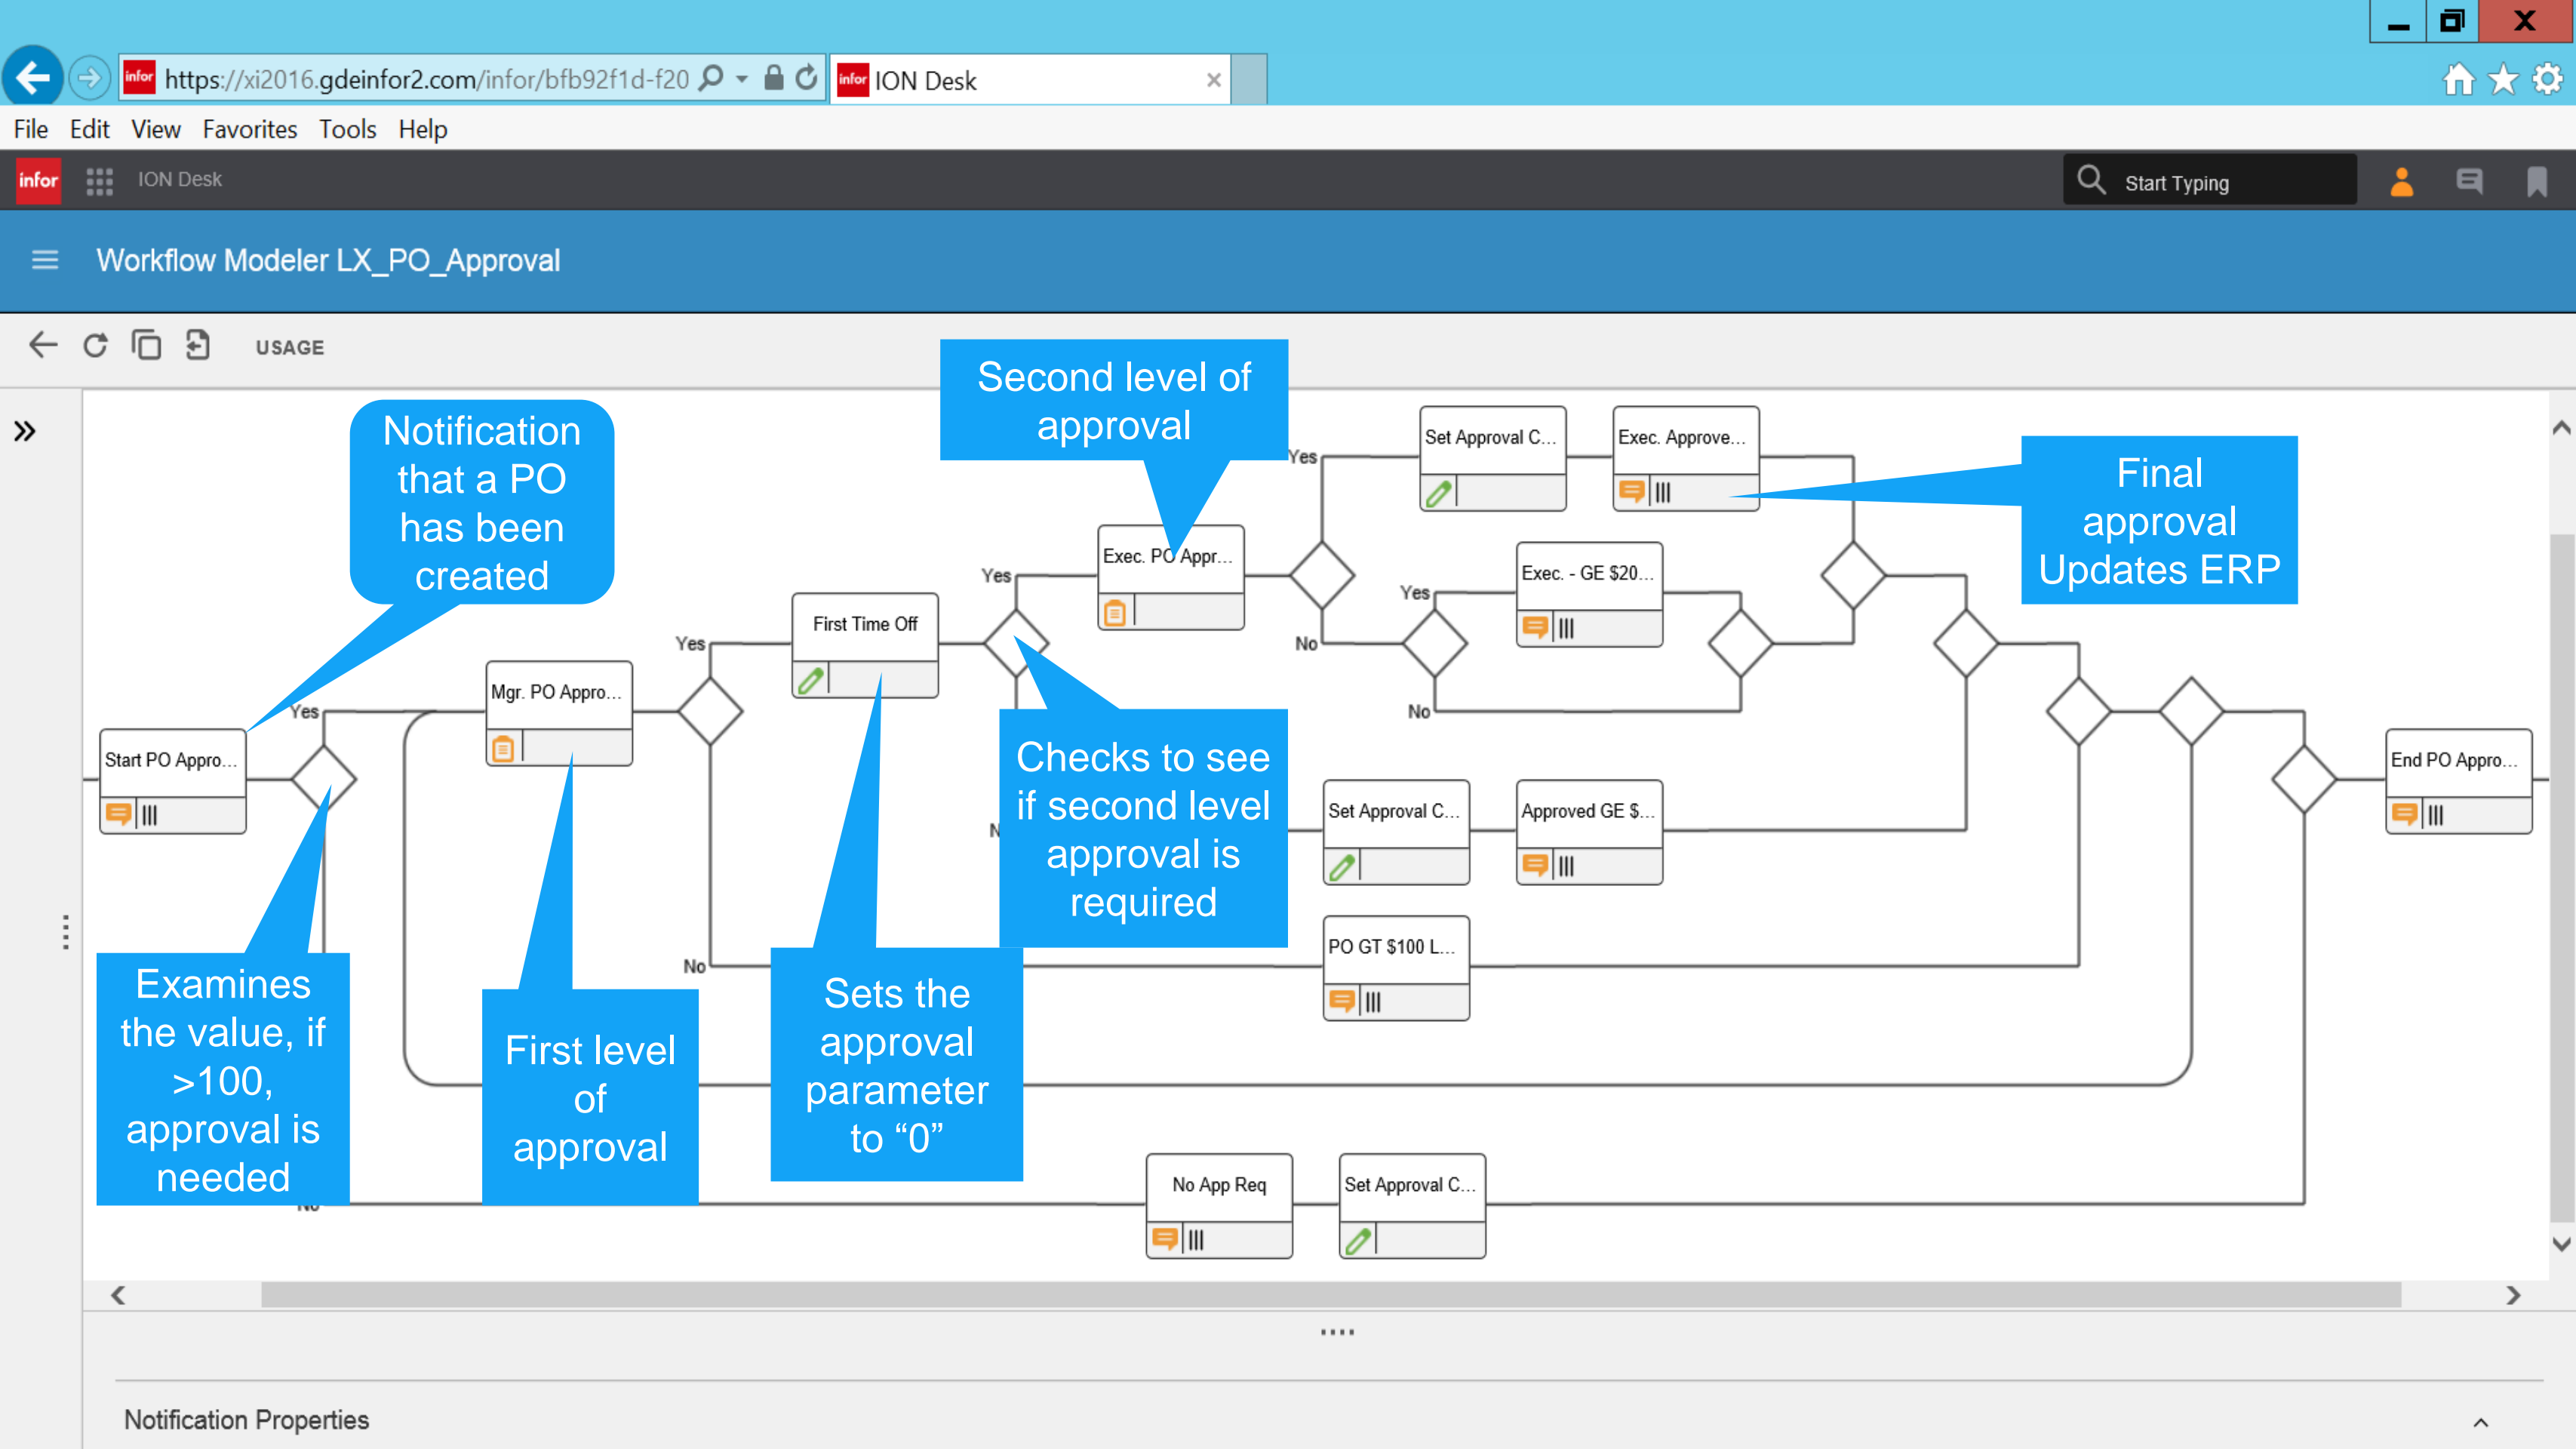 infor https://xi2016.gdeinfor2.com/infor/bfb92f1d-f20
infor ION Desk
File Edit View Favorites Tools Help
infor ION Desk
Start Typing
Workflow Modeler LX_PO_Approval
USAGE
Notification
that a PO
has been
created
Second level of
approval
Final
approval
Updates ERP
Yes
Set Approval C...
Exec. Approve...
Exec. PO Appr...
Yes
Exec. - GE $20...
Yes
No
No
First Time Off
Yes
Mgr. PO Appro...
Yes
Start PO Appro...
Checks to see
if second level
approval is
required
Set Approval C...
Approved GE $...
End PO Appro...
PO GT $100 L...
No
Examines
the value, if
>100,
approval is
needed
First level
of
approval
Sets the
approval
parameter
to “0”
No App Req
Set Approval C...
Notification Properties